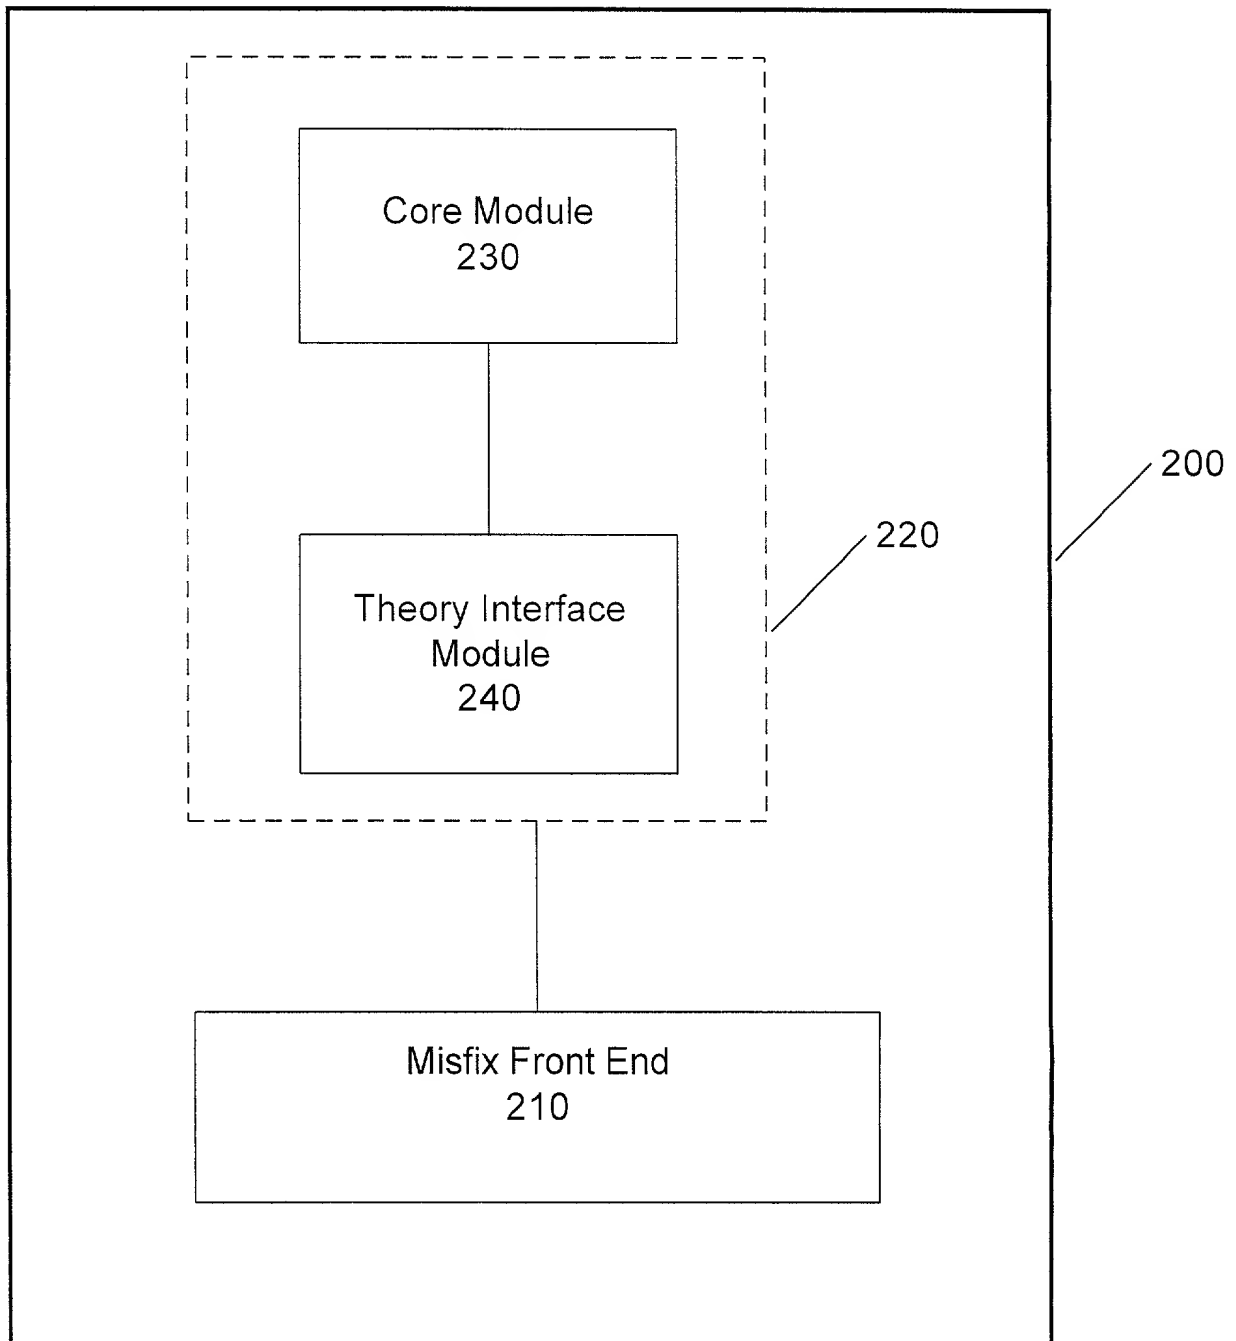 Core Module
230
200
220
Theory Interface
Module
240
Misfix Front End
210